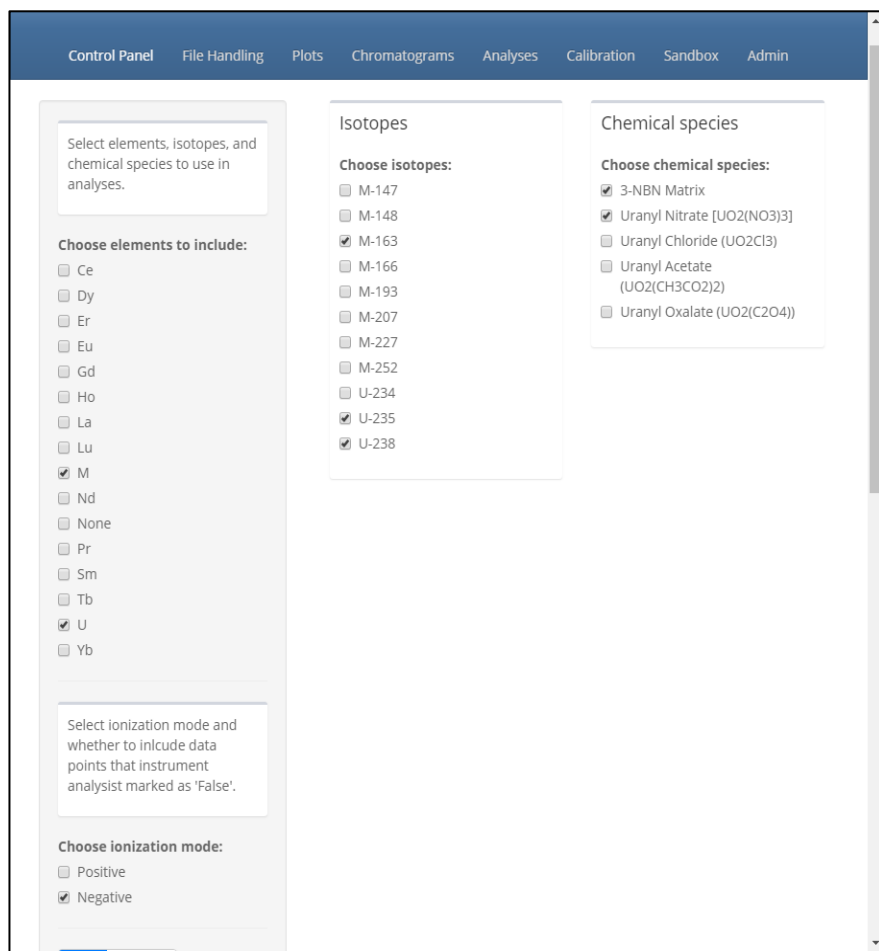 Control Panel File Handling Plots Chromatograms Analyses Calibration Sandbox Admin
Select elements, isotopes, and
chemical species to use in
analyses.
Choose elements to include:
Ce
Dy
Er
Eu
Gd
Ho
La
Lu
M
Nd
None
Pr
Sm
Tb
U
Yb
Select ionization mode and
whether to inlcude data
points that instrument
analysist marked as 'False'.
Choose ionization mode:
Positive
Negative
Isotopes
Choose isotopes:
M-147
M-148
M-163
M-166
M-193
M-207
M-227
M-252
U-234
U-235
U-238
Chemical species
Choose chemical species:
3-NBN Matrix
Uranyl Nitrate [UO2(NO3)3]
Uranyl Chloride (UO2Cl3)
Uranyl Acetate
(UO2(CH3CO2)2)
Uranyl Oxalate (UO2(C2O4))